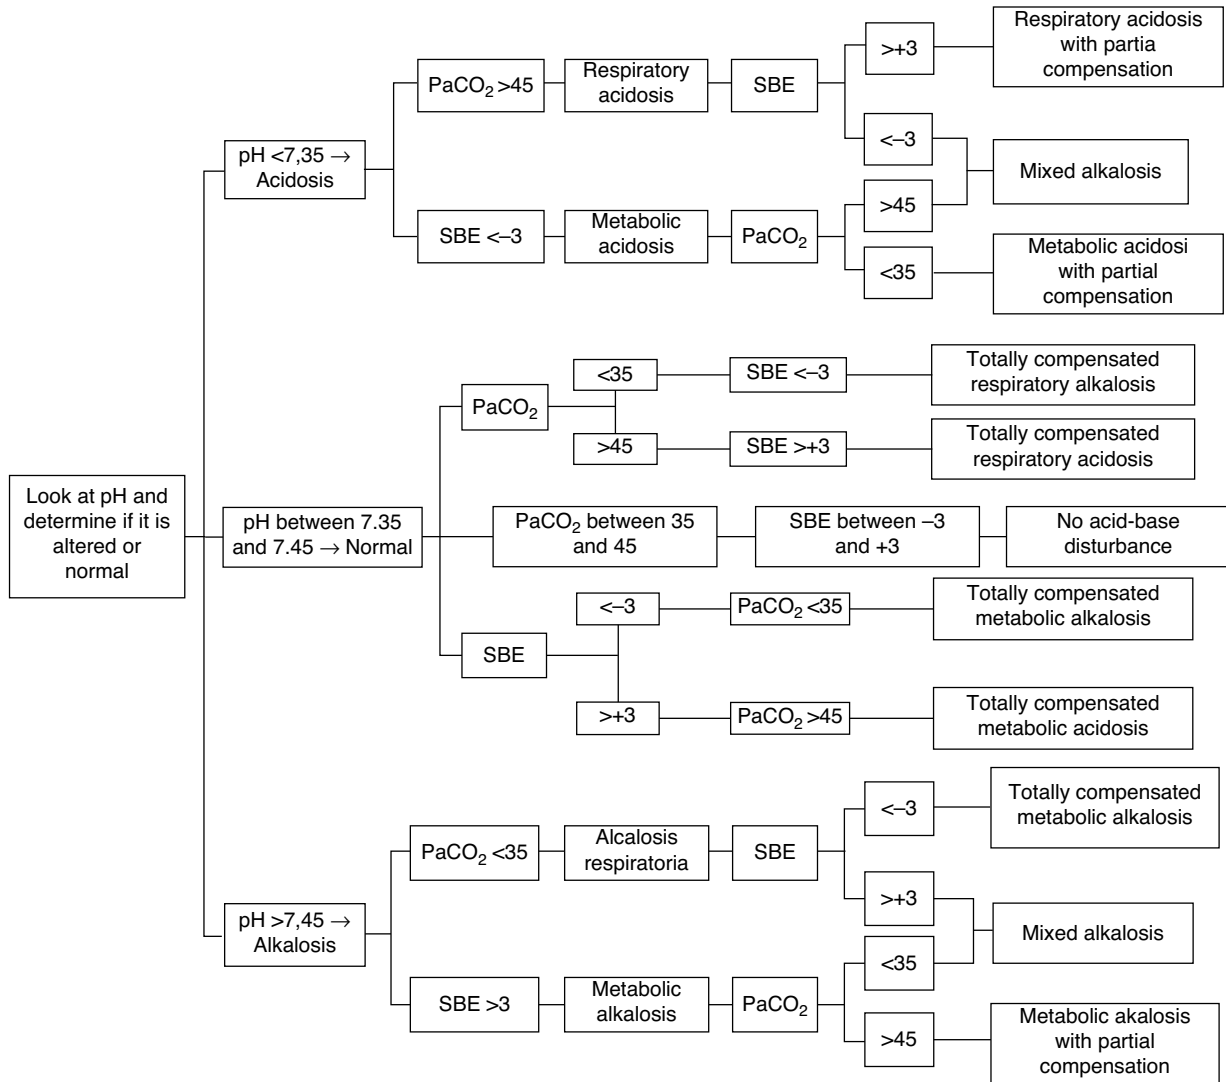 Look at pH and
determine if it is
altered or
normal
pH <7,35 →
Acidosis
PaCO₂ >45
Respiratory
acidosis
SBE
>+3
Respiratory acidosis
with partia
compensation
<–3
Mixed alkalosis
SBE <–3
Metabolic
acidosis
PaCO₂
>45
<35
Metabolic acidosi
with partial
compensation
pH between 7.35
and 7.45 → Normal
PaCO₂
<35
SBE <–3
Totally compensated
respiratory alkalosis
>45
SBE >+3
Totally compensated
respiratory acidosis
PaCO₂ between 35
and 45
SBE between –3
and +3
No acid-base
disturbance
SBE
<–3
PaCO₂ <35
Totally compensated
metabolic alkalosis
>+3
PaCO₂ >45
Totally compensated
metabolic acidosis
pH >7,45 →
Alkalosis
PaCO₂ <35
Alcalosis
respiratoria
SBE
<–3
Totally compensated
metabolic alkalosis
>+3
Mixed alkalosis
SBE >3
Metabolic
alkalosis
PaCO₂
<35
>45
Metabolic akalosis
with partial
compensation